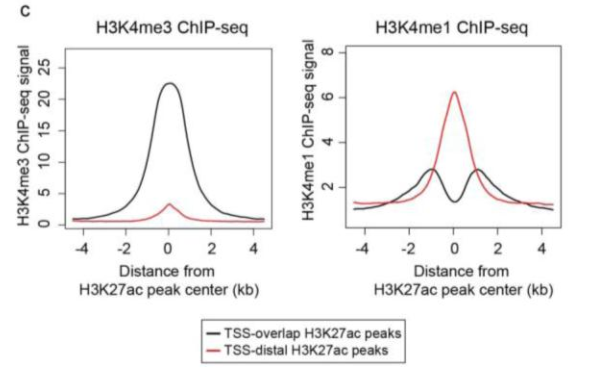 C
H3K4me3 ChIP-seq
H3K4me3 ChIP-seq signal
25
20
15
10
5
0
-4 -2 0 2 4
Distance from
H3K27ac peak center (kb)
H3K4me1 ChIP-seq
H3K4me1 ChIP-seq signal
8
6
4
2
-4 -2 0 2 4
Distance from
H3K27ac peak center (kb)
TSS-overlap H3K27ac peaks
TSS-distal H3K27ac peaks